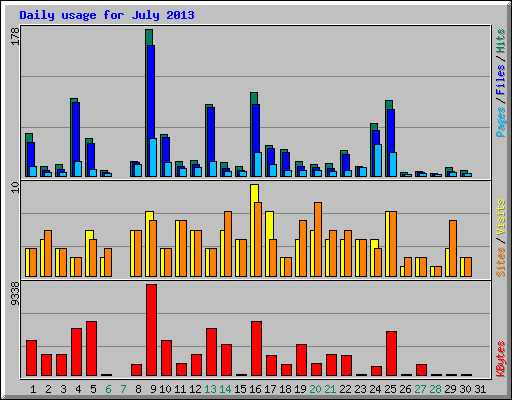 Daily usage for July 2013
178
Pages / Files / Hits
10
Sites / Visits
9338
KBytes
1 2 3 4 5 6 7 8 9 10 11 12 13 14 15 16 17 18 19 20 21 22 23 24 25 26 27 28 29 30 31